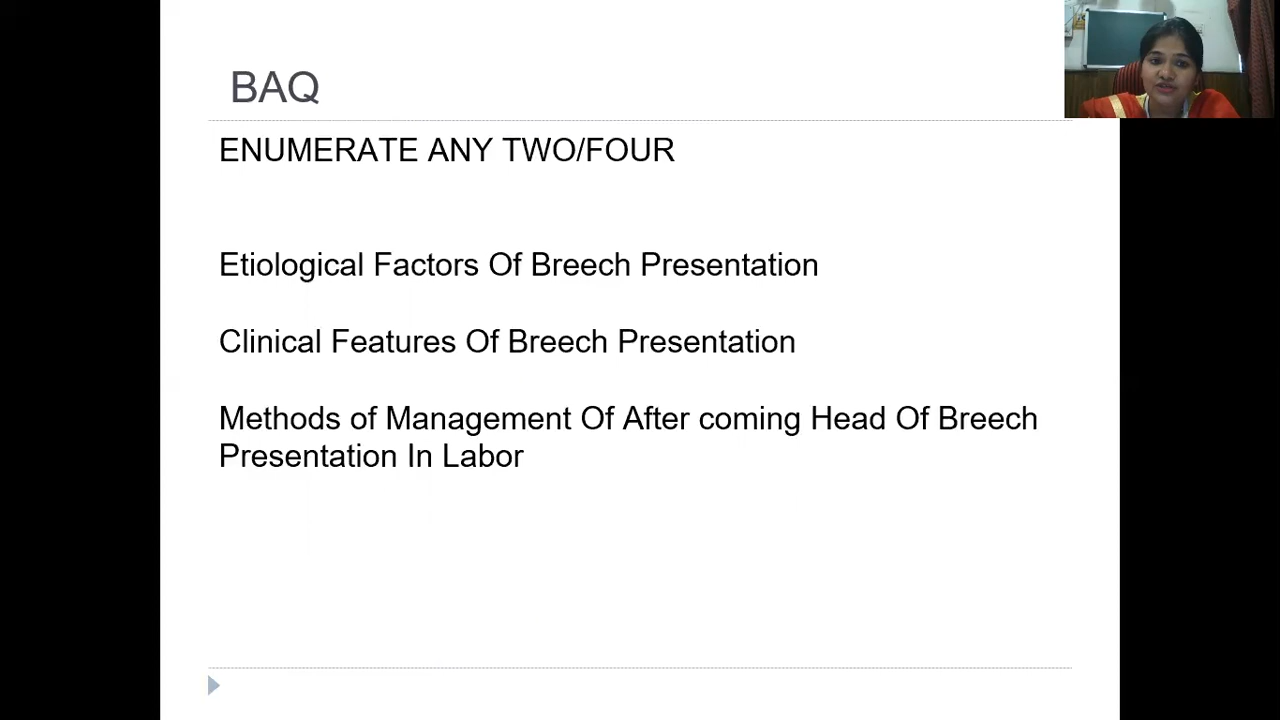 BAQ
ENUMERATE ANY TWO/FOUR
Etiological Factors Of Breech Presentation
Clinical Features Of Breech Presentation
Methods of Management Of After coming Head Of Breech
Presentation In Labor